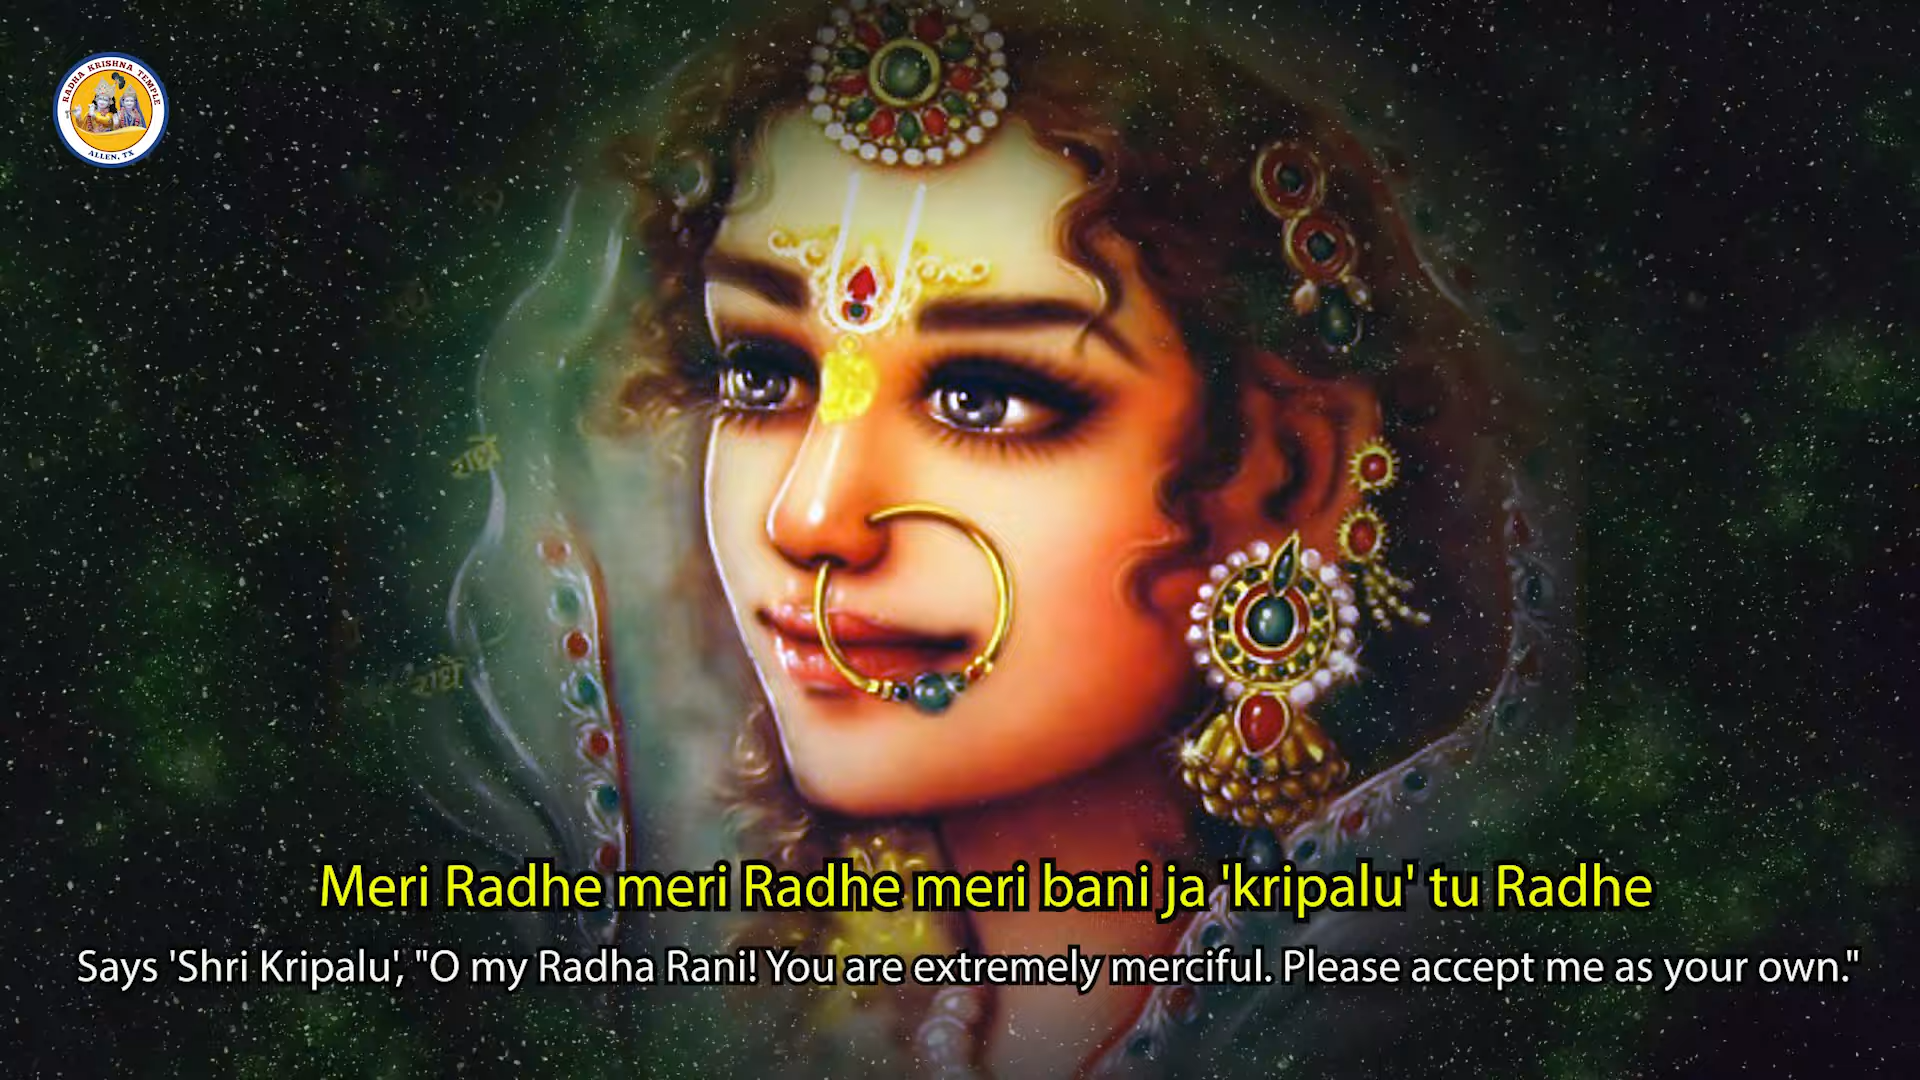 RADHA KRISHNA TEMPLE
ALLEN, TX
राधे
राधे
Meri Radhe meri Radhe meri bani ja 'kripalu' tu Radhe
Says 'Shri Kripalu', "O my Radha Rani! You are extremely merciful. Please accept me as your own."